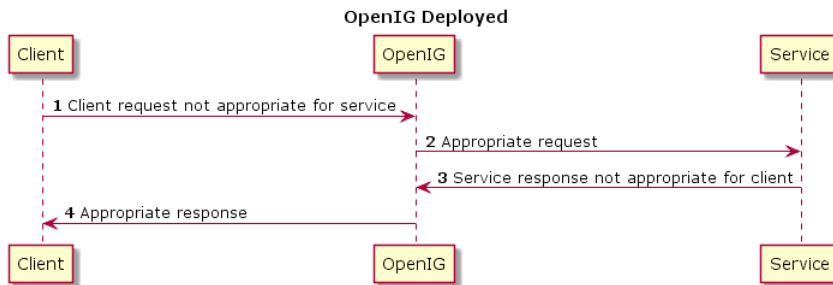 OpenIG Deployed
Client OpenIG Service
1 Client request not appropriate for service
2 Appropriate request
3 Service response not appropriate for client
4 Appropriate response
Client OpenIG Service